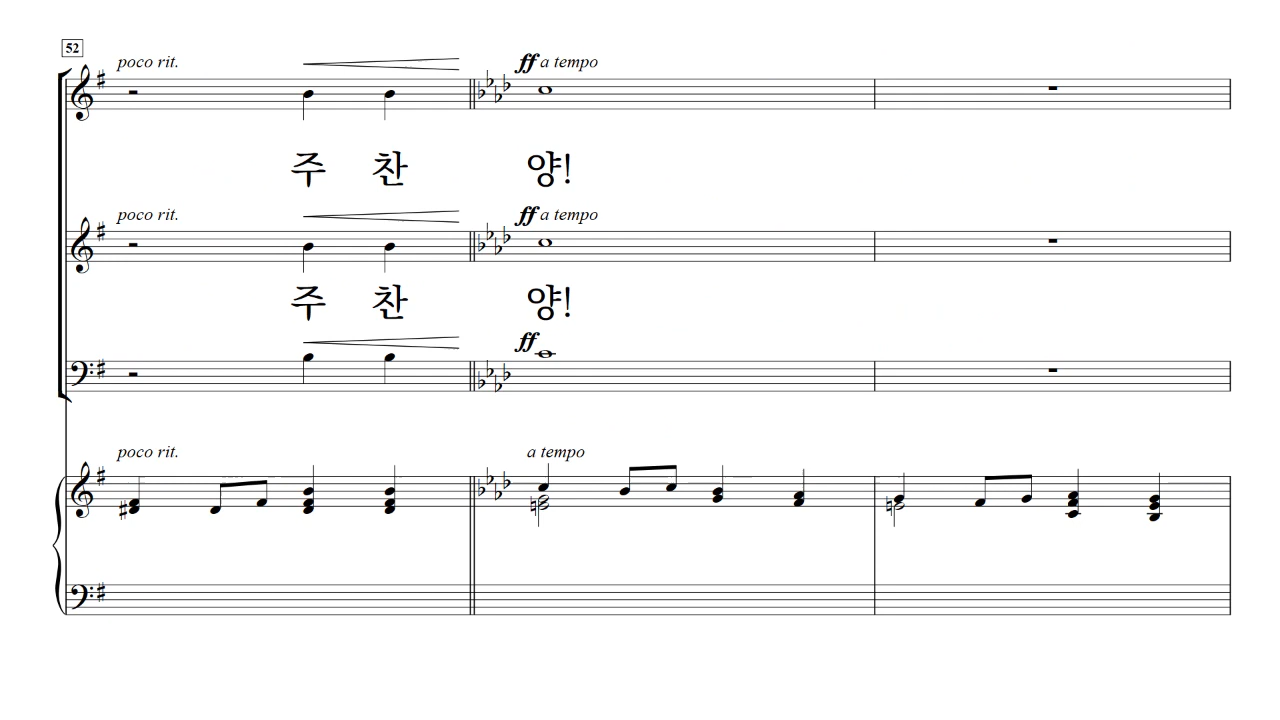 52
poco rit.
ff a tempo
주 찬 양!
poco rit.
ff a tempo
주 찬 양!
ff
poco rit.
a tempo